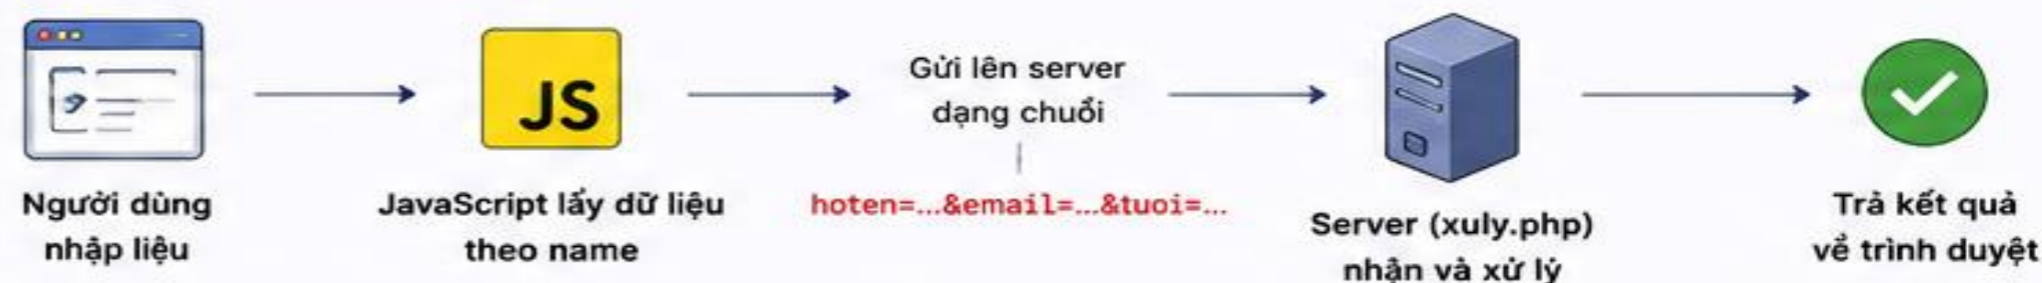 Người dùng
nhập liệu
JS
JavaScript lấy dữ liệu
theo name
Gửi lên server
dạng chuỗi
hoten=...&email=...&tuoi=...
Server (xuly.php)
nhận và xử lý
Trả kết quả
về trình duyệt